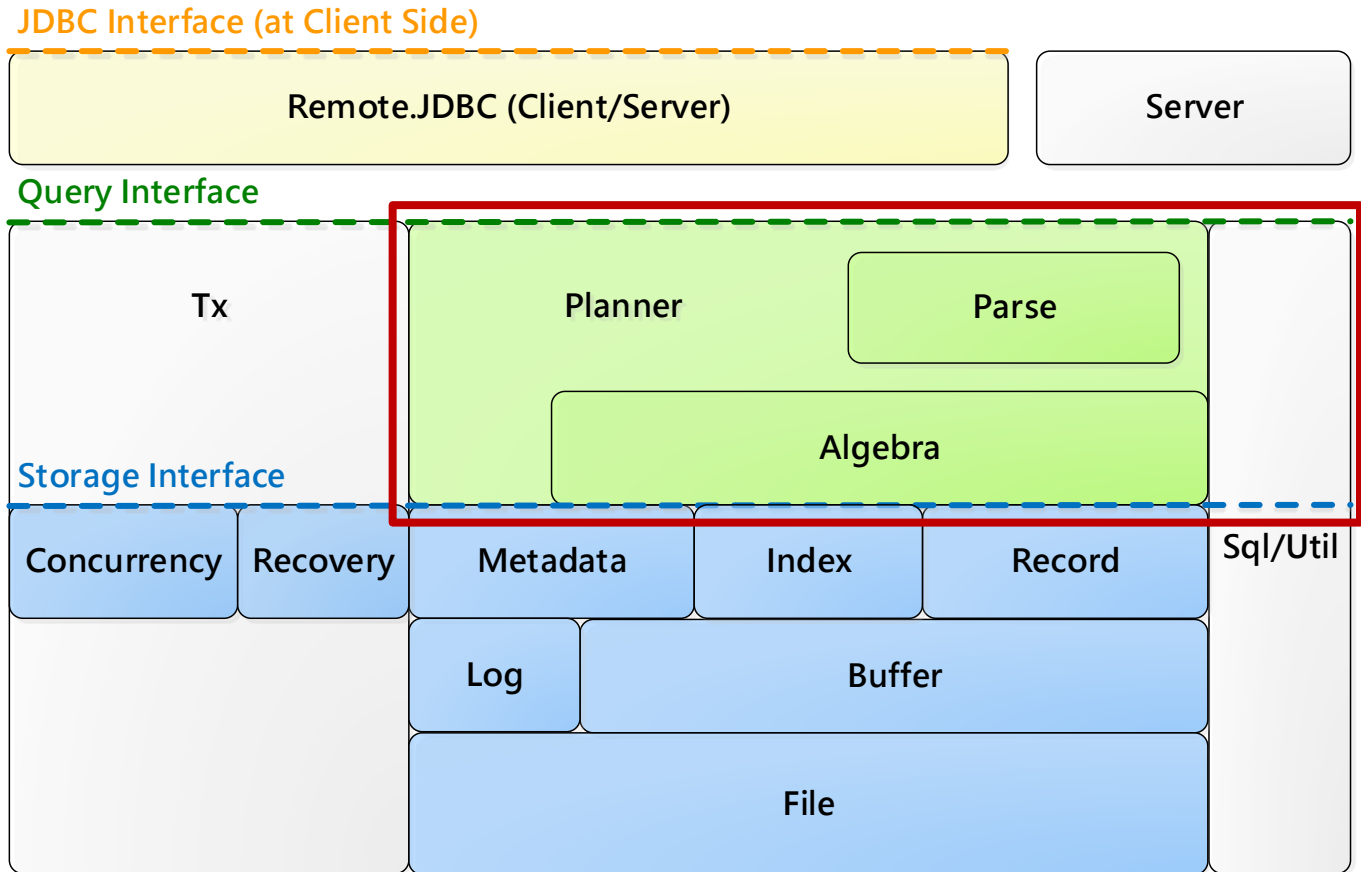 JDBC Interface (at Client Side)
Remote.JDBC (Client/Server)
Server
Query Interface
Tx
Planner
Parse
Algebra
Storage Interface
Concurrency
Recovery
Metadata
Index
Record
Sql/Util
Log
Buffer
File